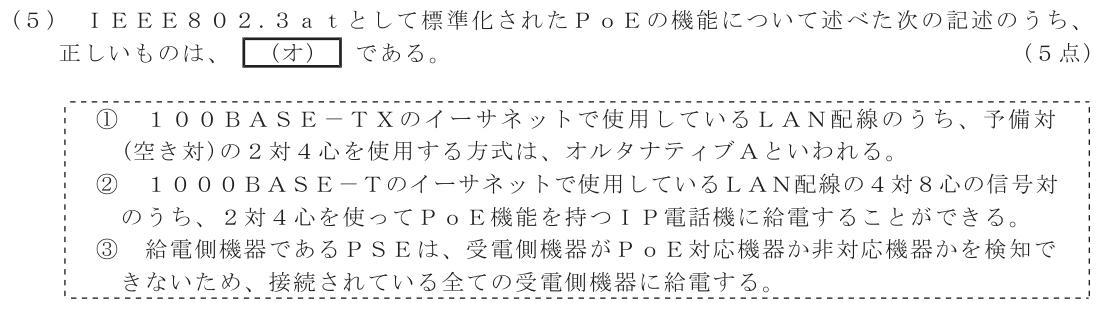 (５)　ＩＥＥＥ８０２．３ａｔとして標準化されたＰｏＥの機能について述べた次の記述のうち、
正しいものは、 (オ) である。　（５点）
①　１００ＢＡＳＥ－ＴＸのイーサネットで使用しているＬＡＮ配線のうち、予備対
(空き対)の２対４心を使用する方式は、オルタナティブＡといわれる。
②　１０００ＢＡＳＥ－Ｔのイーサネットで使用しているＬＡＮ配線の４対８心の信号対
のうち、２対４心を使ってＰｏＥ機能を持つＩＰ電話機に給電することができる。
③　給電側機器であるＰＳＥは、受電側機器がＰｏＥ対応機器か非対応機器かを検知で
きないため、接続されている全ての受電側機器に給電する。